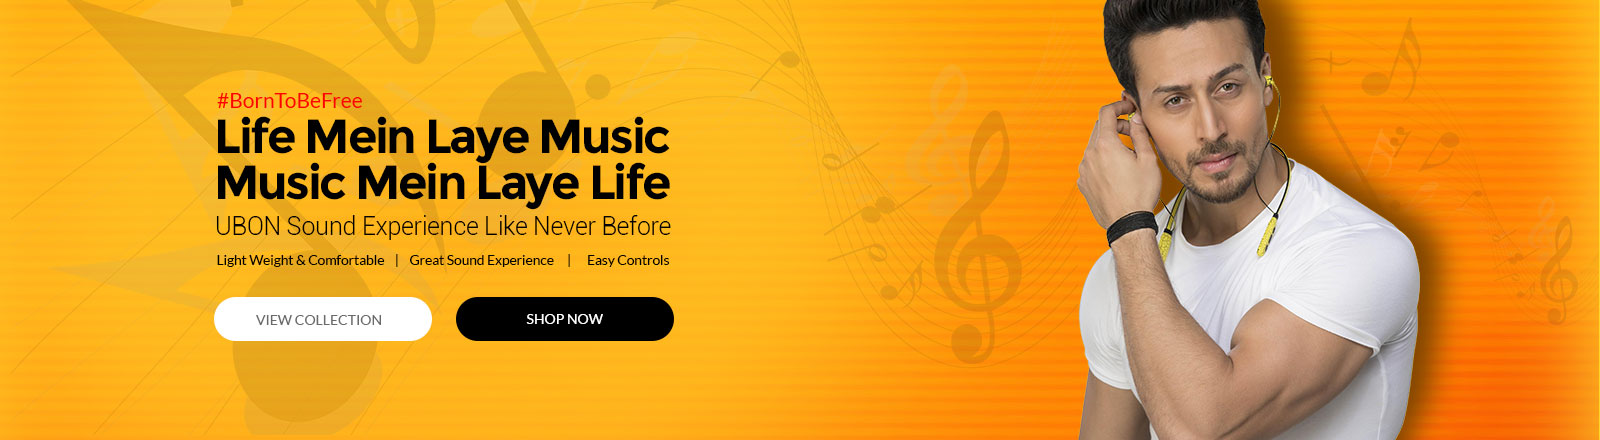 #BornToBeFree
Life Mein Laye Music
Music Mein Laye Life
UBON Sound Experience Like Never Before
Light Weight & Comfortable | Great Sound Experience | Easy Controls
VIEW COLLECTION
SHOP NOW